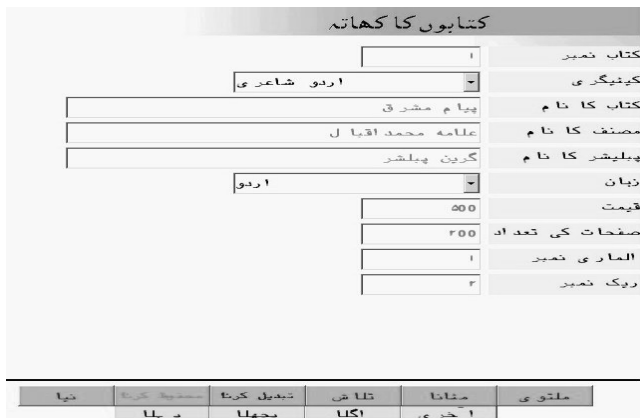 کتابوں کا کھاتہ
کتاب نمبر ۱
کیٹیگری اردو شاعری
کتاب کا نام پیام مشرق
مصنف کا نام علامه محمد اقبال
پبلیشر کا نام گرین پبلشر
زبان اردو
قیمت ۵۰۰
صفحات کی تعداد ۲۰۰
الماری نمبر ۱
ریک نمبر ۲
ملتوی مٹانا تلاش تبدیل کرنا محفوظ کرنا نیا
آخری اگلا پچھلا پہلا